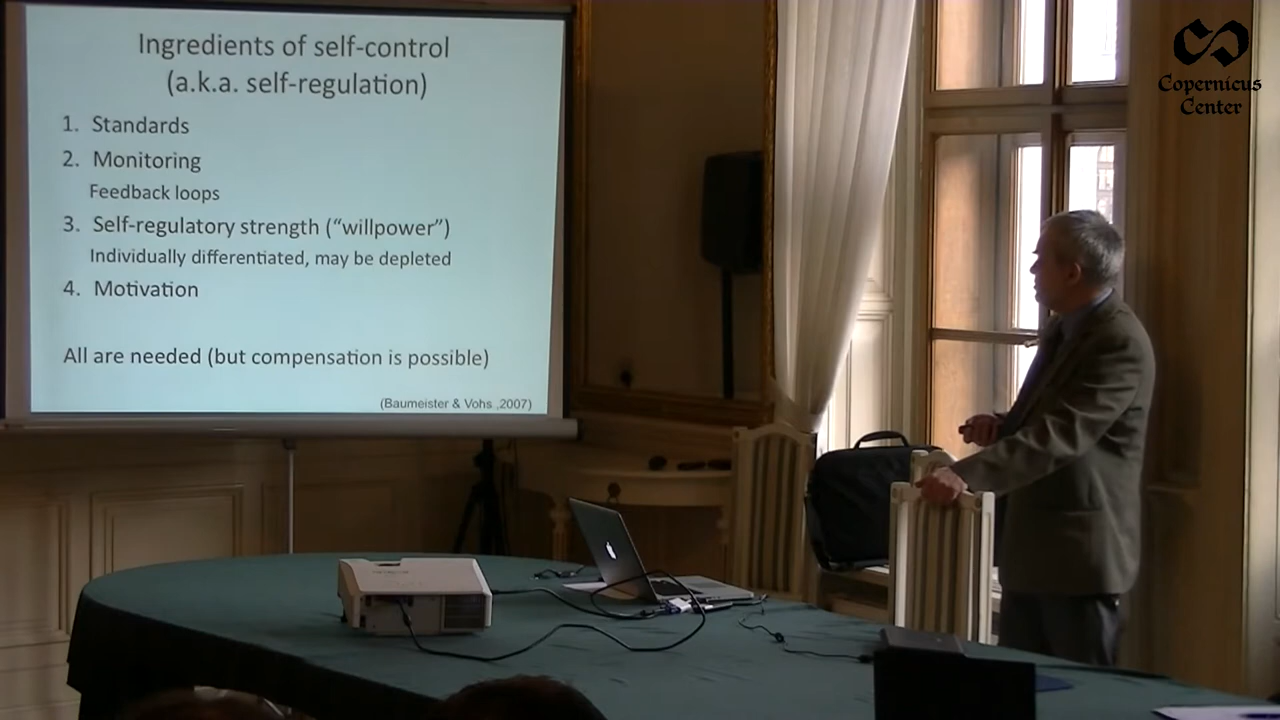 Ingredients of self-control
(a.k.a. self-regulation)
1. Standards
2. Monitoring
Feedback loops
3. Self-regulatory strength (“willpower”)
Individually differentiated, may be depleted
4. Motivation
All are needed (but compensation is possible)
(Baumeister & Vohs ,2007)
Copernicus
Center